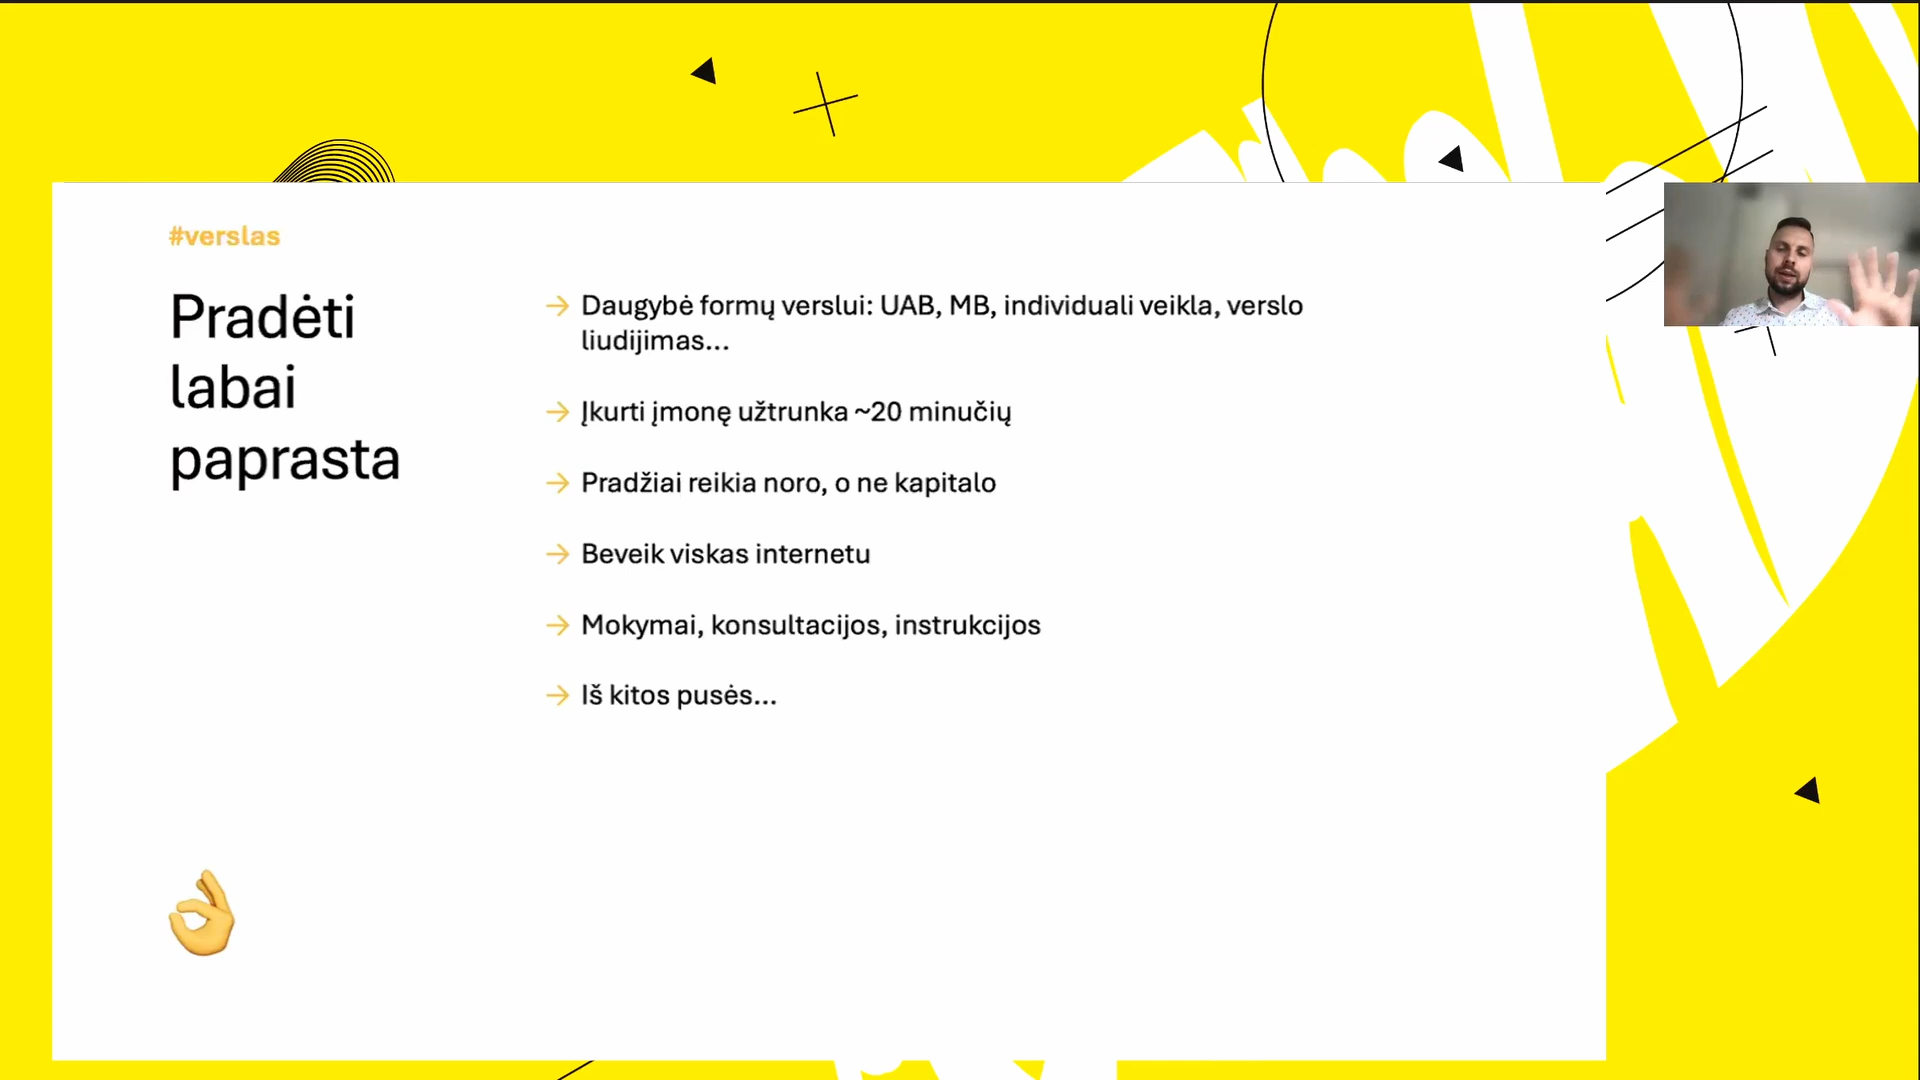 #verslas
Pradėti
labai
paprasta
→ Daugybė formų verslui: UAB, MB, individuali veikla, verslo
liudijimas...
→ Įkurti įmonę užtrunka ~20 minučių
→ Pradžiai reikia noro, o ne kapitalo
→ Beveik viskas internetu
→ Mokymai, konsultacijos, instrukcijos
→ Iš kitos pusės...